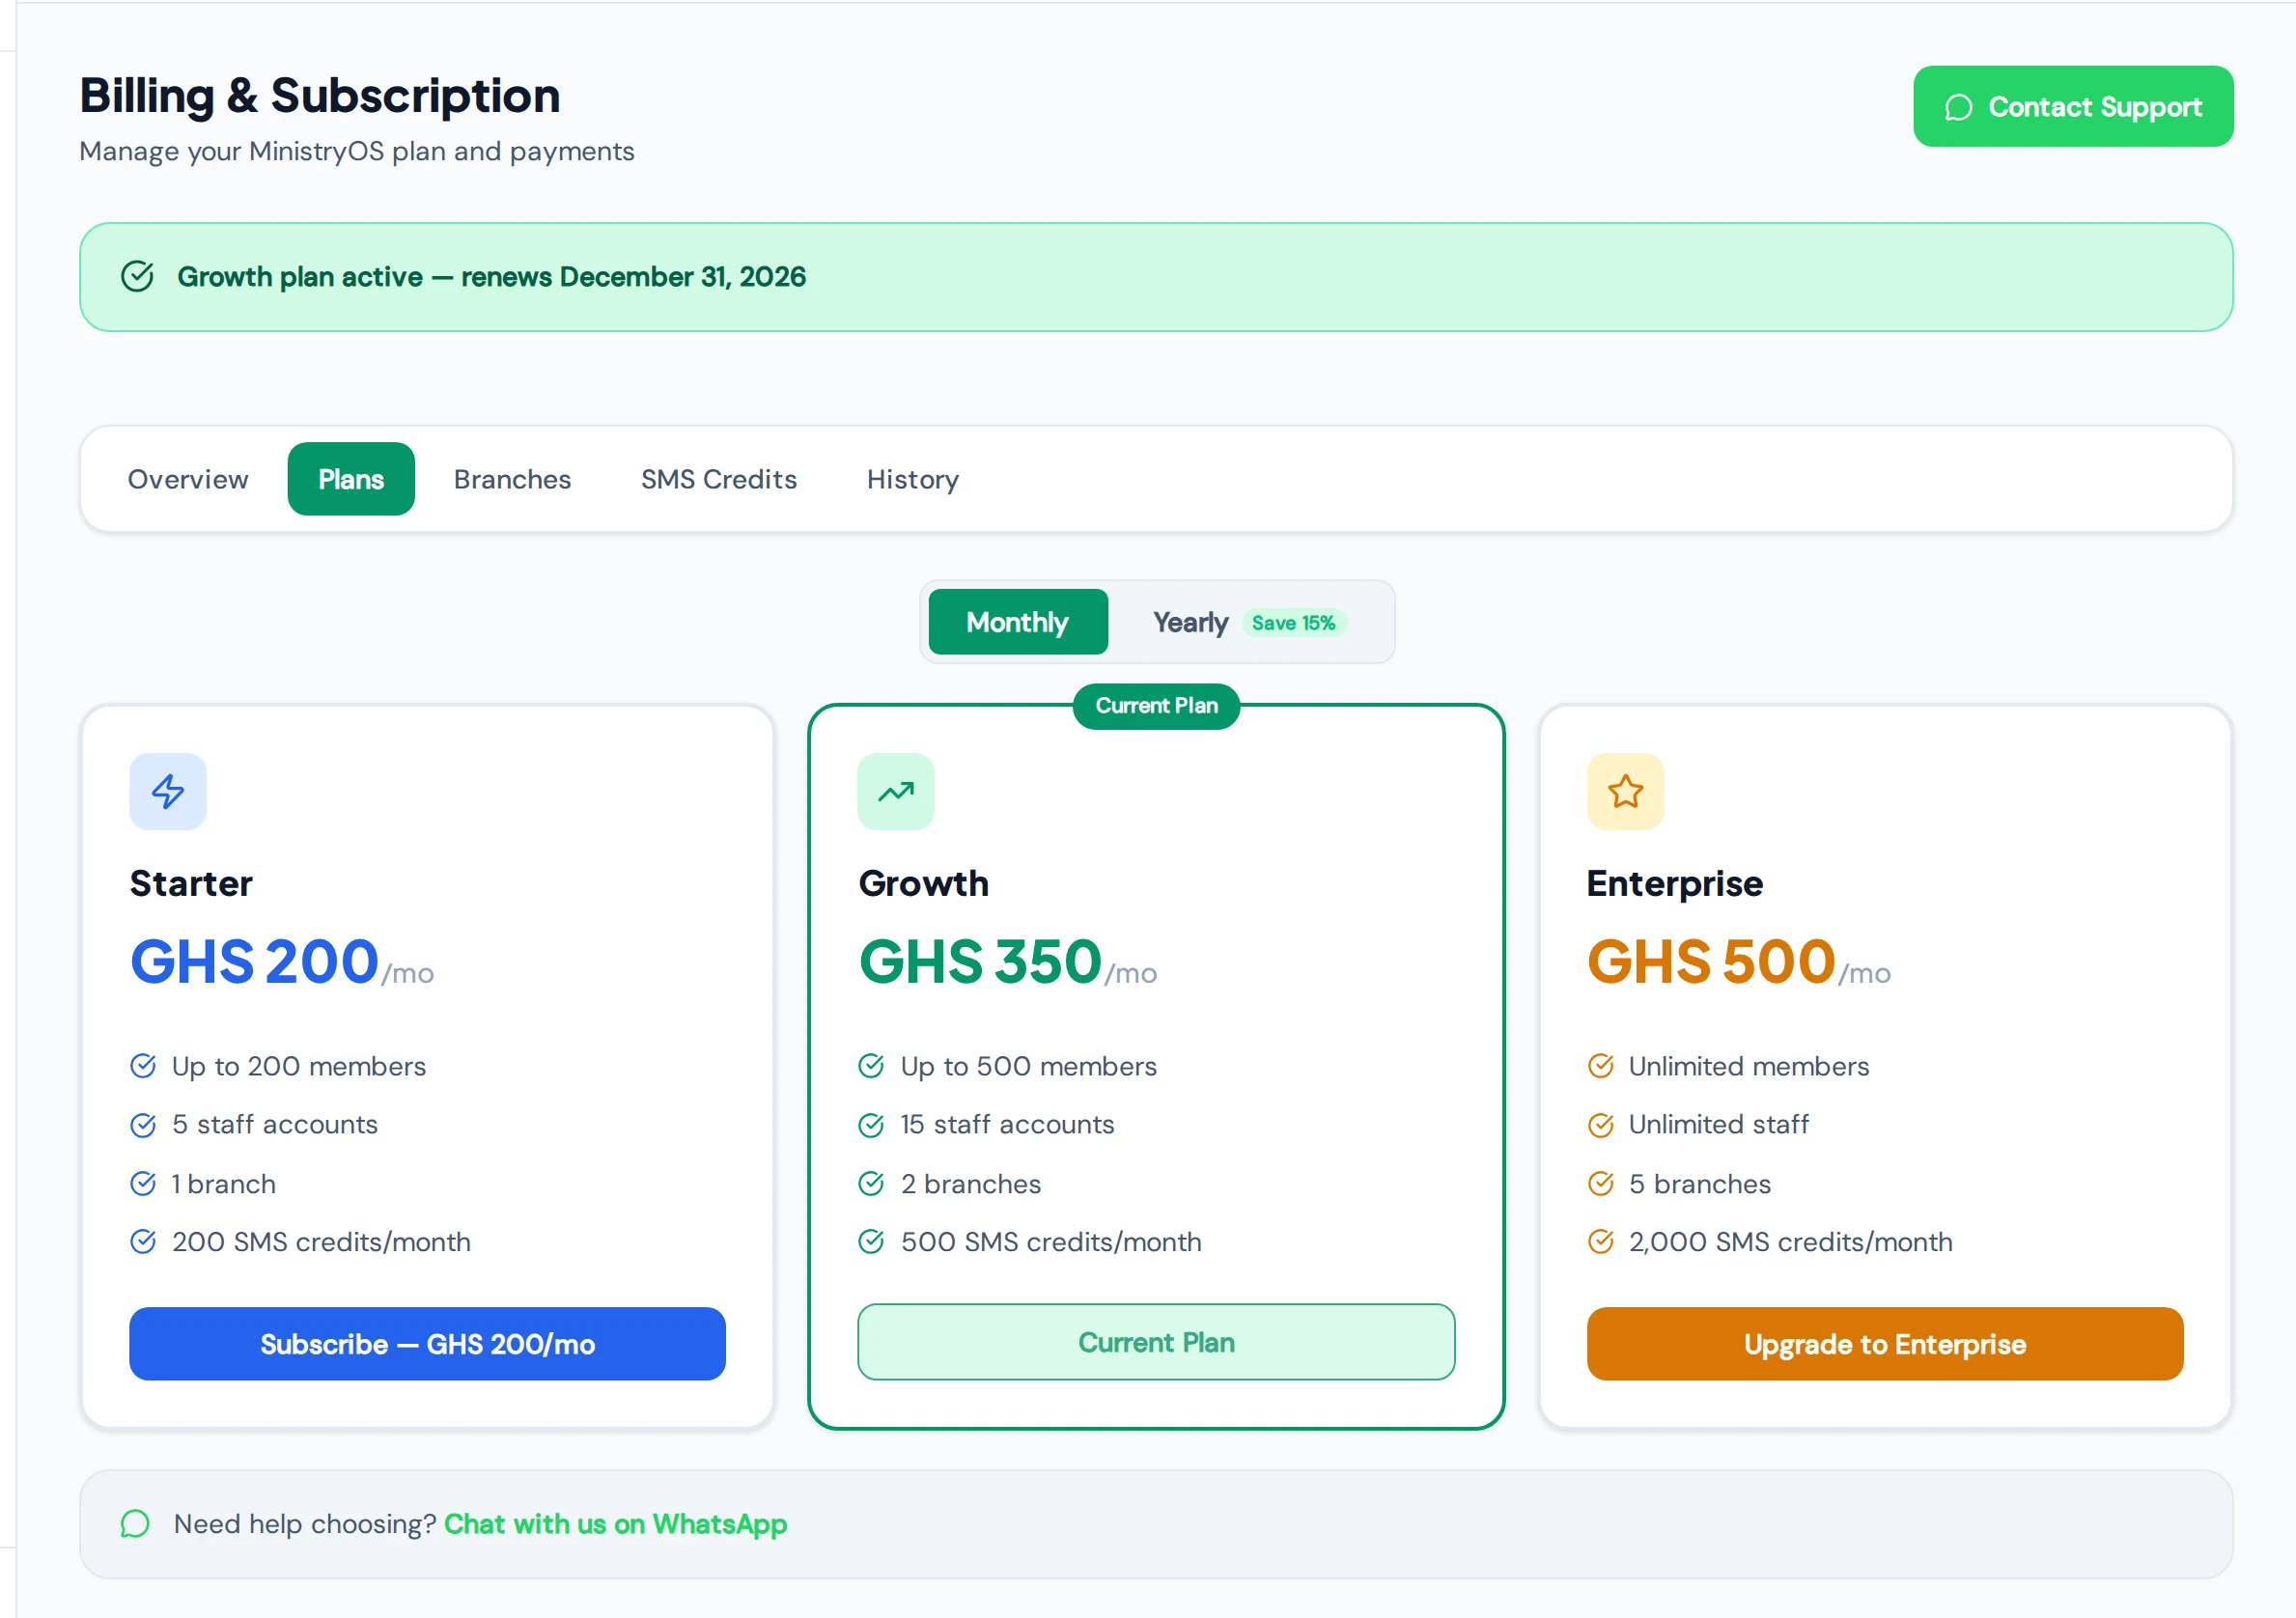 Billing & Subscription
Manage your MinistryOS plan and payments
Contact Support
Growth plan active — renews December 31, 2026
Overview
Plans
Branches
SMS Credits
History
Monthly
Yearly
Save 15%
Starter
GHS 200/mo
Up to 200 members
5 staff accounts
1 branch
200 SMS credits/month
Subscribe — GHS 200/mo
Current Plan
Growth
GHS 350/mo
Up to 500 members
15 staff accounts
2 branches
500 SMS credits/month
Current Plan
Enterprise
GHS 500/mo
Unlimited members
Unlimited staff
5 branches
2,000 SMS credits/month
Upgrade to Enterprise
Need help choosing? Chat with us on WhatsApp